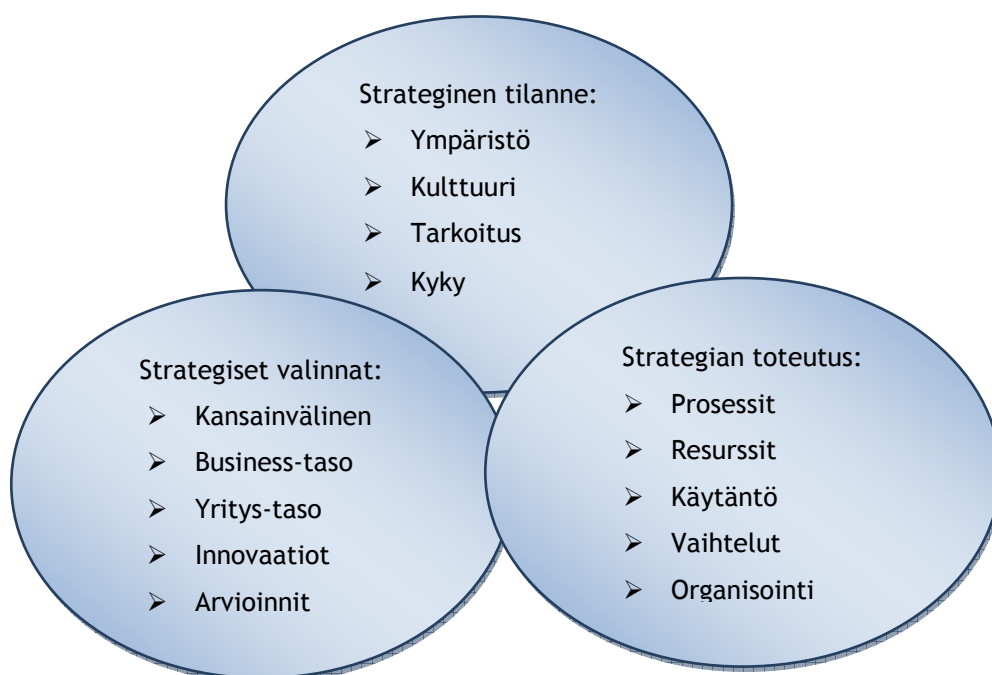 Strateginen tilanne:
➢ Ympäristö
➢ Kulttuuri
➢ Tarkoitus
➢ Kyky
Strategiset valinnat:
➢ Kansainvälinen
➢ Business-taso
➢ Yritys-taso
➢ Innovaatiot
➢ Arvioinnit
Strategian toteutus:
➢ Prosessit
➢ Resurssit
➢ Käytäntö
➢ Vaihtelut
➢ Organisointi